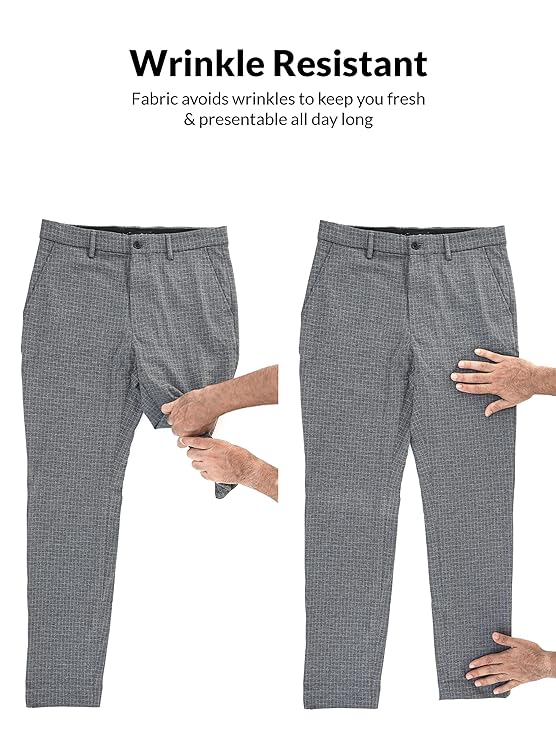 Wrinkle Resistant
Fabric avoids wrinkles to keep you fresh
& presentable all day long